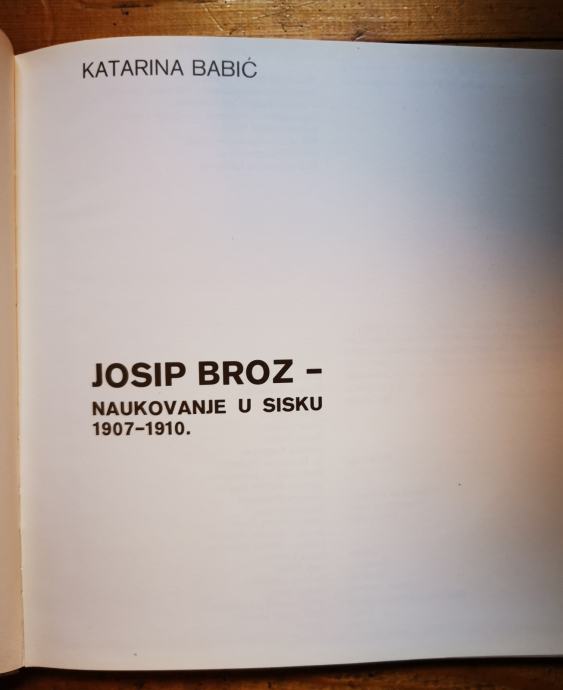 KATARINA BABIĆ
JOSIP BROZ –
NAUKOVANJE U SISKU
1907–1910.